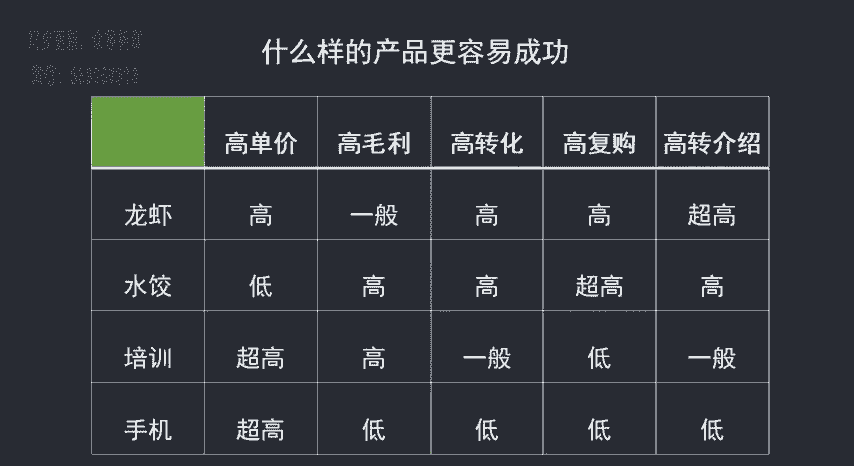 什么样的产品更容易成功
高单价 高毛利 高转化 高复购 高转介绍
龙虾 高 一般 高 高 超高
水饺 低 高 高 超高 高
培训 超高 高 一般 低 一般
手机 超高 低 低 低 低